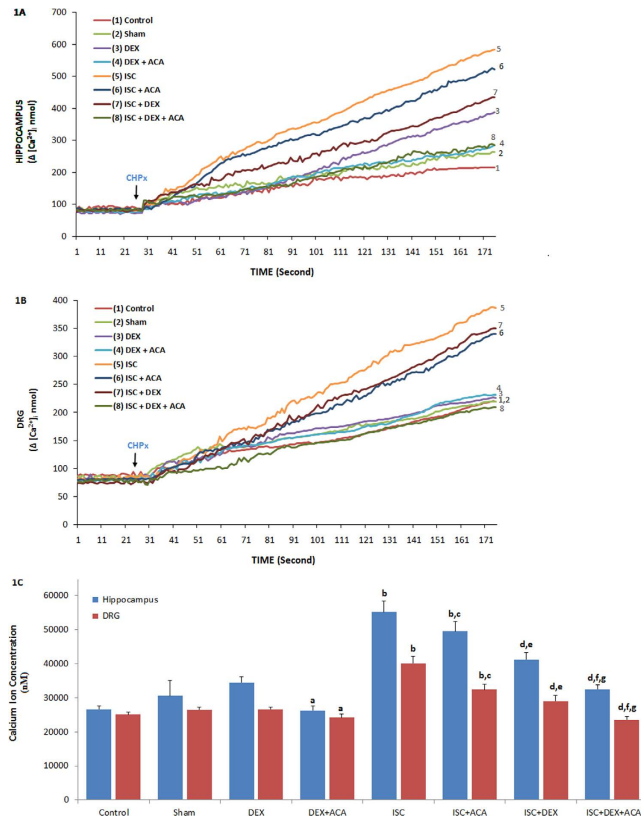 1A
HIPPOCAMPUS
(Δ [Ca²⁺]ᵢ nmol)
700
600
500
400
300
200
100
0
(1) Control
(2) Sham
(3) DEX
(4) DEX + ACA
(5) ISC
(6) ISC + ACA
(7) ISC + DEX
(8) ISC + DEX + ACA
CHPx
5
6
7
3
8
4
2
1
1 11 21 31 41 51 61 71 81 91 101 111 121 131 141 151 161 171
TIME (Second)
1B
DRG
(Δ [Ca²⁺]ᵢ nmol)
400
350
300
250
200
150
100
50
0
(1) Control
(2) Sham
(3) DEX
(4) DEX + ACA
(5) ISC
(6) ISC + ACA
(7) ISC + DEX
(8) ISC + DEX + ACA
CHPx
5
7
6
4
3
1,2
8
1 11 21 31 41 51 61 71 81 91 101 111 121 131 141 151 161 171
TIME (Second)
1C
Calcium Ion Concentration
(nM)
60000
50000
40000
30000
20000
10000
0
Hippocampus
DRG
a a b b b,c b,c d,e d,e d,f,g d,f,g
Control Sham DEX DEX+ACA ISC ISC+ACA ISC+DEX ISC+DEX+ACA